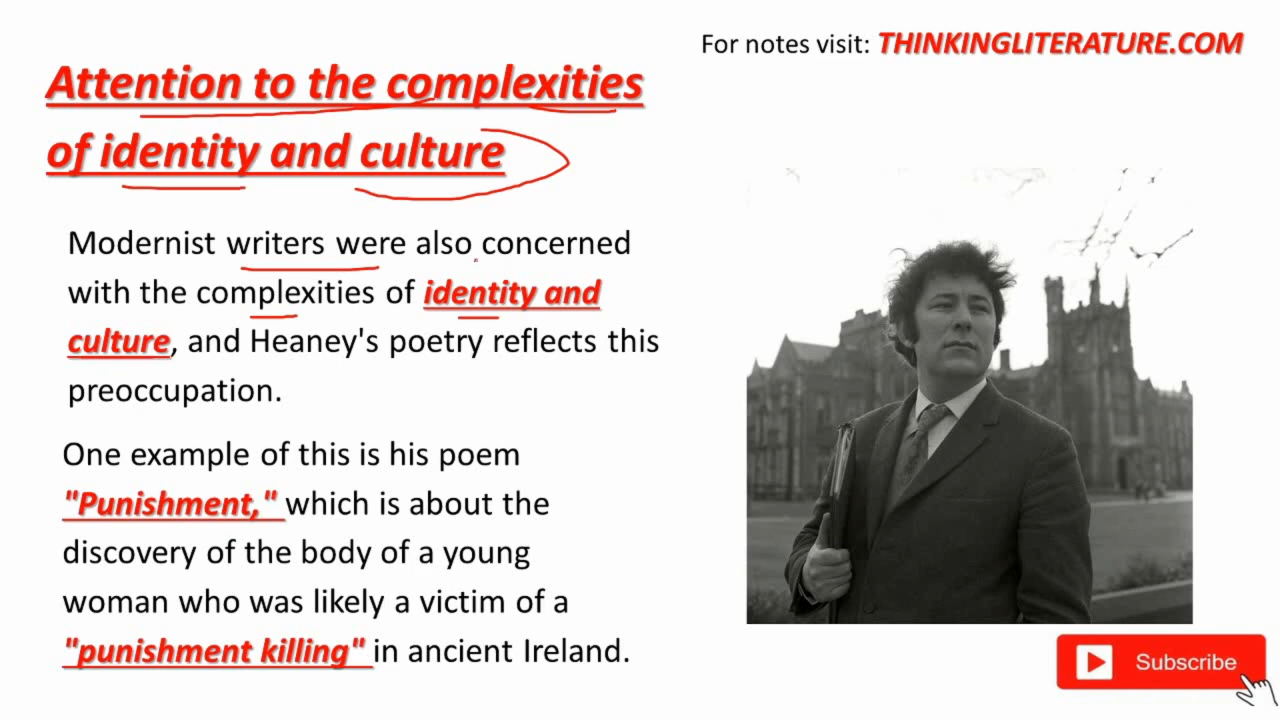 For notes visit: THINKINGLITERATURE.COM
Attention to the complexities
of identity and culture
Modernist writers were also concerned
with the complexities of identity and
culture, and Heaney's poetry reflects this
preoccupation.
One example of this is his poem
"Punishment," which is about the
discovery of the body of a young
woman who was likely a victim of a
"punishment killing" in ancient Ireland.
Subscribe